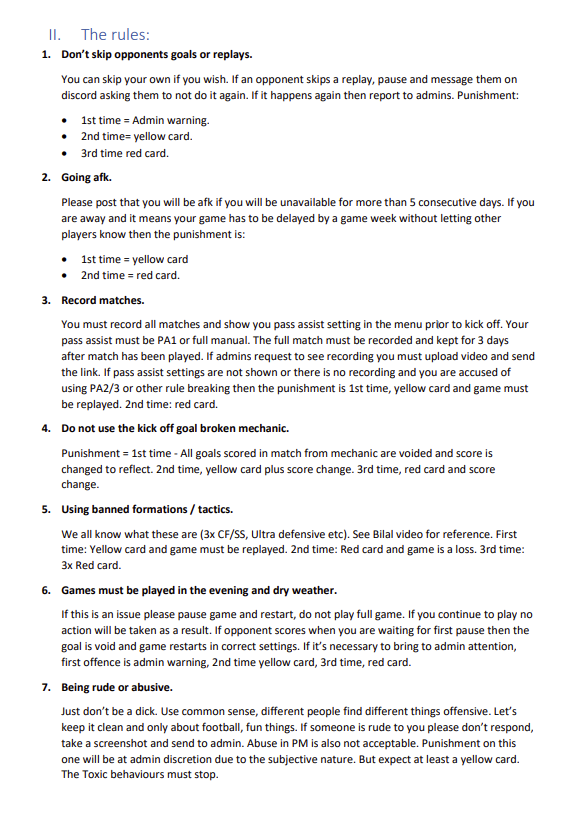 II. The rules:
1. Don't skip opponents goals or replays.
You can skip your own if you wish. If an opponent skips a replay, pause and message them on
discord asking them to not do it again. If it happens again then report to admins. Punishment:
• 1st time = Admin warning.
• 2nd time= yellow card.
• 3rd time red card.
2. Going afk.
Please post that you will be afk if you will be unavailable for more than 5 consecutive days. If you
are away and it means your game has to be delayed by a game week without letting other
players know then the punishment is:
• 1st time = yellow card
• 2nd time = red card.
3. Record matches.
You must record all matches and show you pass assist setting in the menu prior to kick off. Your
pass assist must be PA1 or full manual. The full match must be recorded and kept for 3 days
after match has been played. If admins request to see recording you must upload video and send
the link. If pass assist settings are not shown or there is no recording and you are accused of
using PA2/3 or other rule breaking then the punishment is 1st time, yellow card and game must
be replayed. 2nd time: red card.
4. Do not use the kick off goal broken mechanic.
Punishment = 1st time - All goals scored in match from mechanic are voided and score is
changed to reflect. 2nd time, yellow card plus score change. 3rd time, red card and score
change.
5. Using banned formations / tactics.
We all know what these are (3x CF/SS, Ultra defensive etc). See Bilal video for reference. First
time: Yellow card and game must be replayed. 2nd time: Red card and game is a loss. 3rd time:
3x Red card.
6. Games must be played in the evening and dry weather.
If this is an issue please pause game and restart, do not play full game. If you continue to play no
action will be taken as a result. If opponent scores when you are waiting for first pause then the
goal is void and game restarts in correct settings. If it's necessary to bring to admin attention,
first offence is admin warning, 2nd time yellow card, 3rd time, red card.
7. Being rude or abusive.
Just don't be a dick. Use common sense, different people find different things offensive. Let's
keep it clean and only about football, fun things. If someone is rude to you please don't respond,
take a screenshot and send to admin. Abuse in PM is also not acceptable. Punishment on this
one will be at admin discretion due to the subjective nature. But expect at least a yellow card.
The Toxic behaviours must stop.